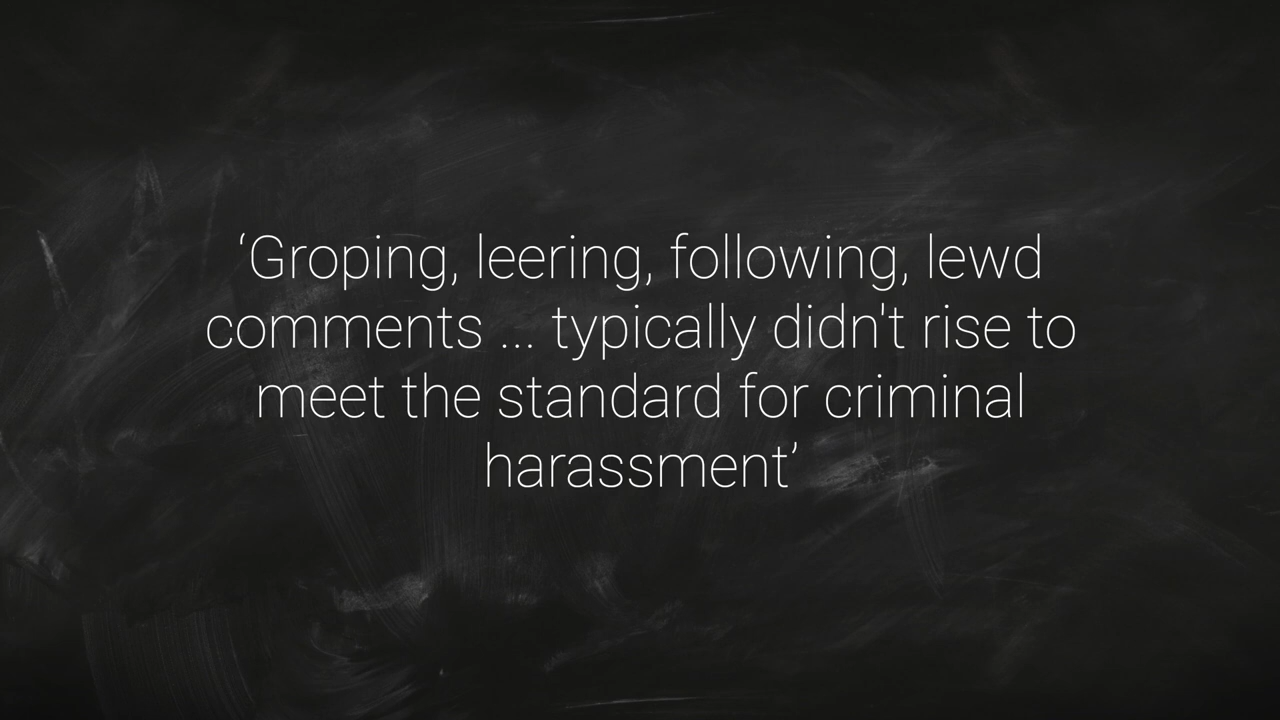 ‘Groping, leering, following, lewd
comments ... typically didn't rise to
meet the standard for criminal
harassment’